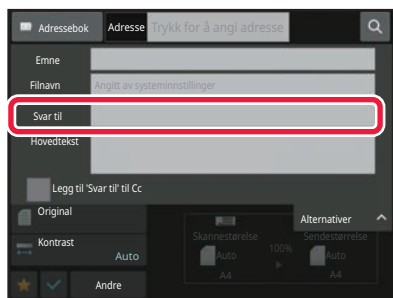 Adressebok Adresse Trykk for å angi adresse
Emne
Filnavn Angitt av systeminnstillinger
Svar til
Hovedtekst
Legg til 'Svar til' til Cc
Original
Alternativer
Kontrast
Auto
Skannestørelse Sendestørrelse
100%
Auto Auto
A4 A4
Andre